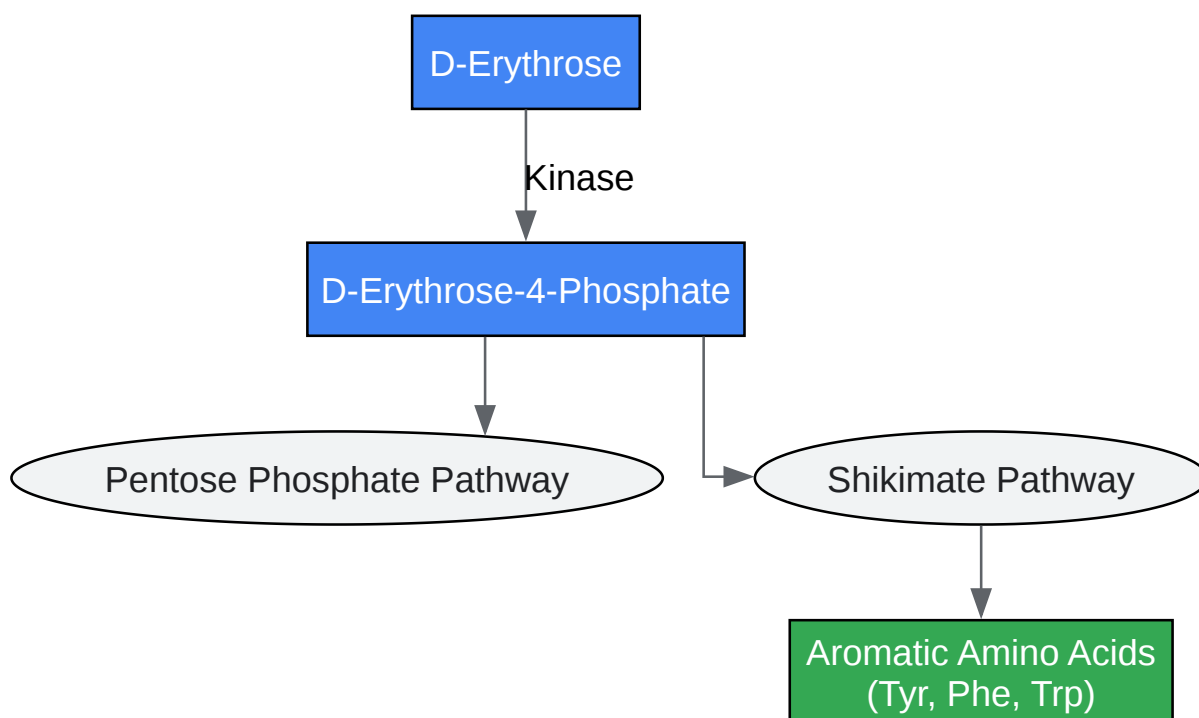 D-Erythrose
Kinase
D-Erythrose-4-Phosphate
Pentose Phosphate Pathway
Shikimate Pathway
Aromatic Amino Acids
(Tyr, Phe, Trp)